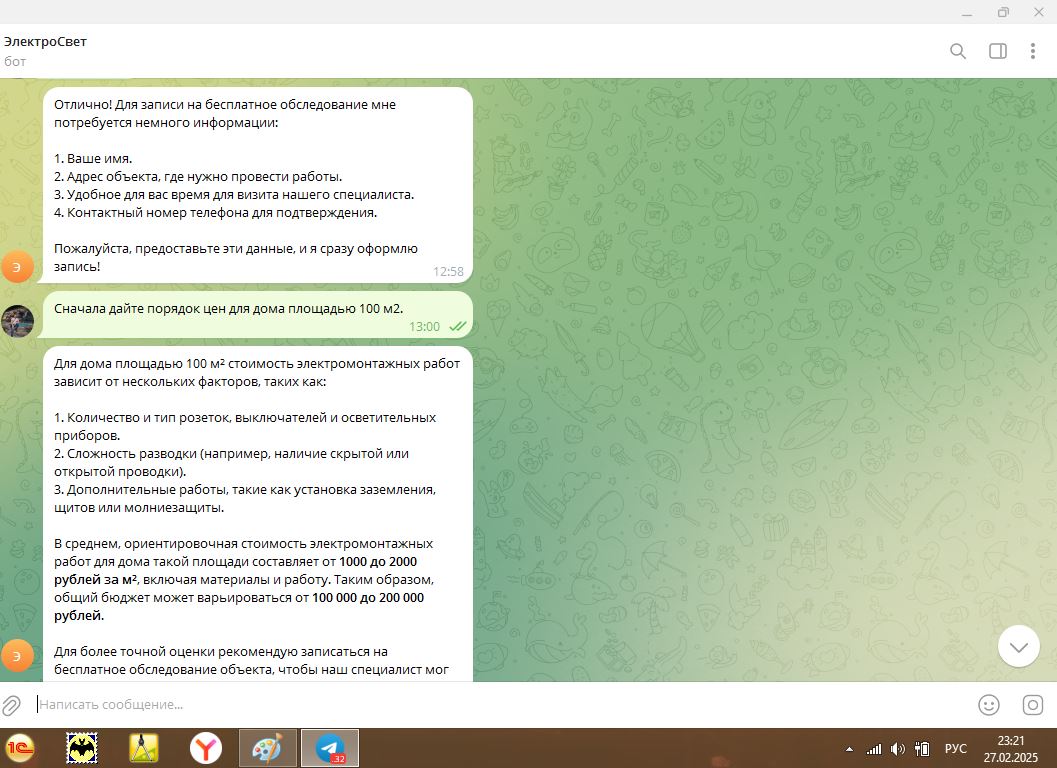 ЭлектроСвет
бот
Отлично! Для записи на бесплатное обследование мне
потребуется немного информации:
1. Ваше имя.
2. Адрес объекта, где нужно провести работы.
3. Удобное для вас время для визита нашего специалиста.
4. Контактный номер телефона для подтверждения.
Пожалуйста, предоставьте эти данные, и я сразу оформлю
запись!
12:58
Э
Сначала дайте порядок цен для дома площадью 100 м2.
13:00
Для дома площадью 100 м² стоимость электромонтажных работ
зависит от нескольких факторов, таких как:
1. Количество и тип розеток, выключателей и осветительных
приборов.
2. Сложность разводки (например, наличие скрытой или
открытой проводки).
3. Дополнительные работы, такие как установка заземления,
щитов или молниезащиты.
В среднем, ориентировочная стоимость электромонтажных
работ для дома такой площади составляет от 1000 до 2000
рублей за м², включая материалы и работу. Таким образом,
общий бюджет может варьироваться от 100 000 до 200 000
рублей.
Для более точной оценки рекомендую записаться на
Э
бесплатное обследование объекта, чтобы наш специалист мог
Написать сообщение...
1С
Y
.32
РУС
23:21
27.02.2025